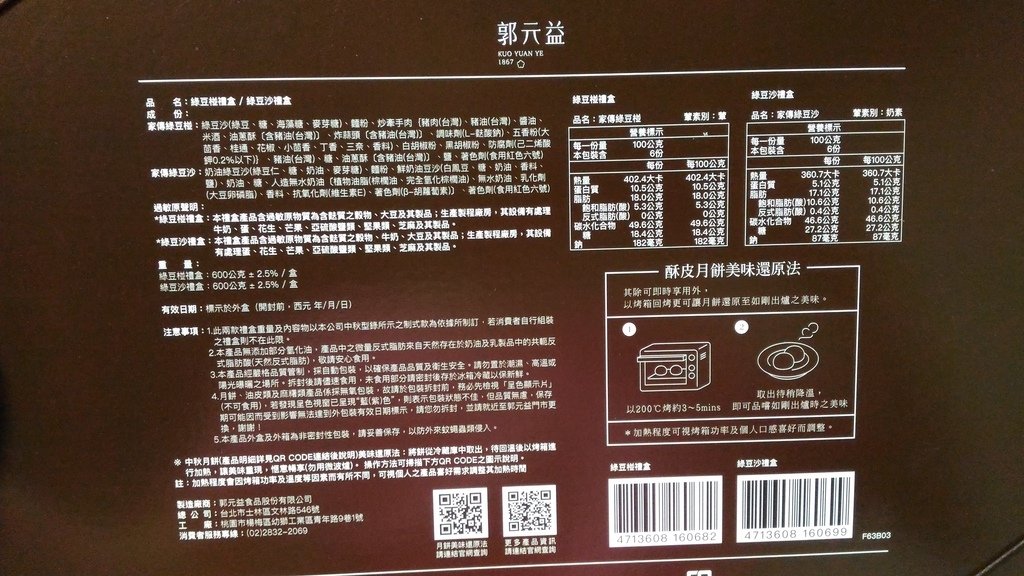 郭元益
KUO YUAN YE
1867
品　　名：綠豆椪禮盒 / 綠豆沙禮盒
成　　份：
家傳綠豆椪：綠豆沙(綠豆、糖、海藻糖、麥芽糖)、麵粉、炒牽手肉〔豬肉(台灣)、豬油(台灣)、醬油、
米酒、油蔥酥〔含豬油(台灣)〕、炸蒜頭〔含豬油(台灣)〕、調味劑(L-麩酸鈉)、五香粉(大
茴香、桂通、花椒、小茴香、丁香、三奈、香料)、白胡椒粉、黑胡椒粉、防腐劑(己二烯酸
鉀0.2%以下)〕、豬油(台灣)、糖、油蔥酥〔含豬油(台灣)〕、鹽、著色劑(食用紅色六號)
家傳綠豆沙：奶油綠豆沙(綠豆仁、糖、奶油、麥芽糖)、麵粉、鮮奶油豆沙(白鳳豆、糖、奶油、香料、
鹽)、奶油、糖、人造無水奶油〔植物油脂(棕櫚油、完全氫化棕櫚油)、無水奶油、乳化劑
(大豆卵磷脂)、香料、抗氧化劑(維生素E)、著色劑(β-胡蘿蔔素)〕、著色劑(食用紅色六號)
過敏原聲明：
*綠豆椪禮盒：本禮盒產品含過敏原物質為含麩質之穀物、大豆及其製品；生產製程廠房，其設備有處理
牛奶、蛋、花生、芒果、亞硫酸鹽類、堅果類、芝麻及其製品。
*綠豆沙禮盒：本禮盒產品含過敏原物質為含麩質之穀物、牛奶、大豆及其製品；生產製程廠房，其設備
有處理蛋、花生、芒果、亞硫酸鹽類、堅果類、芝麻及其製品。
重　　量：
綠豆椪禮盒：600公克 ± 2.5% / 盒
綠豆沙禮盒：600公克 ± 2.5% / 盒
有效日期：標示於外盒（開封前，西元 年/月/日）
注意事項：1.此兩款禮盒重量及內容物以本公司中秋型錄所示之制式款為依據所制訂，若消費者自行組裝
之禮盒則不在此限。
2.本產品無添加部分氫化油，產品中之微量反式脂肪來自天然存在於奶油及乳製品中的共軛反
式脂肪酸(天然反式脂肪)，敬請安心食用。
3.本產品經嚴格品質管制，採自動包裝，以確保產品品質及衛生安全。請勿置於潮濕、高溫或
陽光曝曬之場所。拆封後請儘速食用，未食用部分請密封後存於冰箱冷藏以保新鮮。
4.月餅、油皮類及麻糬類產品係採無氧包裝，故請於包裝拆封前，務必先檢視「呈色顯示片」
(不可食用)，若發現呈色視窗已呈現"藍(紫)色"，則表示包裝狀態不佳、但品質無慮，保存
期可能因而受到影響無法達到外包裝有效日期標示，請您勿拆封，並請就近至郭元益門市更
換，謝謝！
5.本產品外盒及外箱為非密封性包裝，請妥善保存，以防外來蚊蠅蟲類侵入。
※ 中秋月餅(產品明細詳見QR CODE連結後說明)美味還原法：將餅從冷藏庫中取出，待回溫後以烤箱進
行加熱，讓美味重現，愜意暢享(勿用微波爐)。操作方法可掃描下方QR CODE之圖示說明。
註：加熱程度會因烤箱功率及溫度等因素而有所不同，可視個人之產品喜好需求調整其加熱時間
製造廠商：郭元益食品股份有限公司
總 公 司：台北市士林區文林路546號
工　　廠：桃園市楊梅區幼獅工業區青年路9巷1號
消費者服務專線：(02)2832-2069
月餅美味還原法
請連結官網查詢
更多產品資訊
請連結官網查詢
綠豆椪禮盒
品名：家傳綠豆椪　葷素別：葷
營養標示
每一份量　100公克
本包裝含　6份
每份　每100公克
熱量　402.4大卡　402.4大卡
蛋白質　10.5公克　10.5公克
脂肪　18.0公克　18.0公克
飽和脂肪(酸)　5.3公克　5.3公克
反式脂肪(酸)　0公克　0公克
碳水化合物　49.6公克　49.6公克
糖　18.4公克　18.4公克
鈉　182毫克　182毫克
綠豆沙禮盒
品名：家傳綠豆沙　葷素別：奶素
營養標示
每一份量　100公克
本包裝含　6份
每份　每100公克
熱量　360.7大卡　360.7大卡
蛋白質　5.1公克　5.1公克
脂肪　17.1公克　17.1公克
飽和脂肪(酸)　10.6公克　10.6公克
反式脂肪(酸)　0.4公克　0.4公克
碳水化合物　46.6公克　46.6公克
糖　27.2公克　27.2公克
鈉　87毫克　87毫克
酥皮月餅美味還原法
其除可即時享用外，
以烤箱回烤更可讓月餅還原至如剛出爐之美味。
1
2
以200℃烤約3～5mins
取出待稍降溫，
即可品嚐如剛出爐時之美味
＊加熱程度可視烤箱功率及個人口感喜好而調整。
綠豆椪禮盒
4713608 160682
綠豆沙禮盒
4713608 160699
F63B03